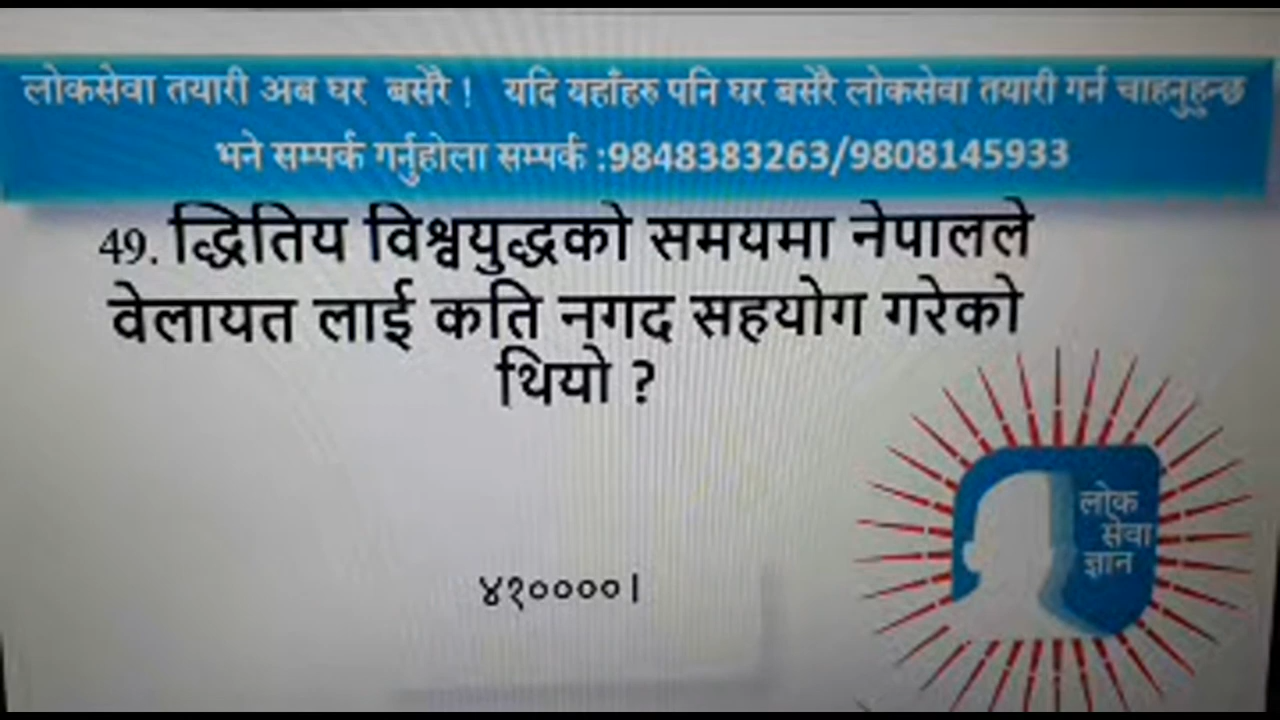 लोकसेवा तयारी अब घर बसेरै ! यदि यहाँहरु पनि घर बसेरै लोकसेवा तयारी गर्न चाहनुहुन्छ
भने सम्पर्क गर्नुहोला सम्पर्क :9848383263/9808145933
49. द्धितिय विश्वयुद्धको समयमा नेपालले
वेलायत लाई कति नगद सहयोग गरेको
थियो ?
४१००००।
लोक
सेवा
ज्ञान